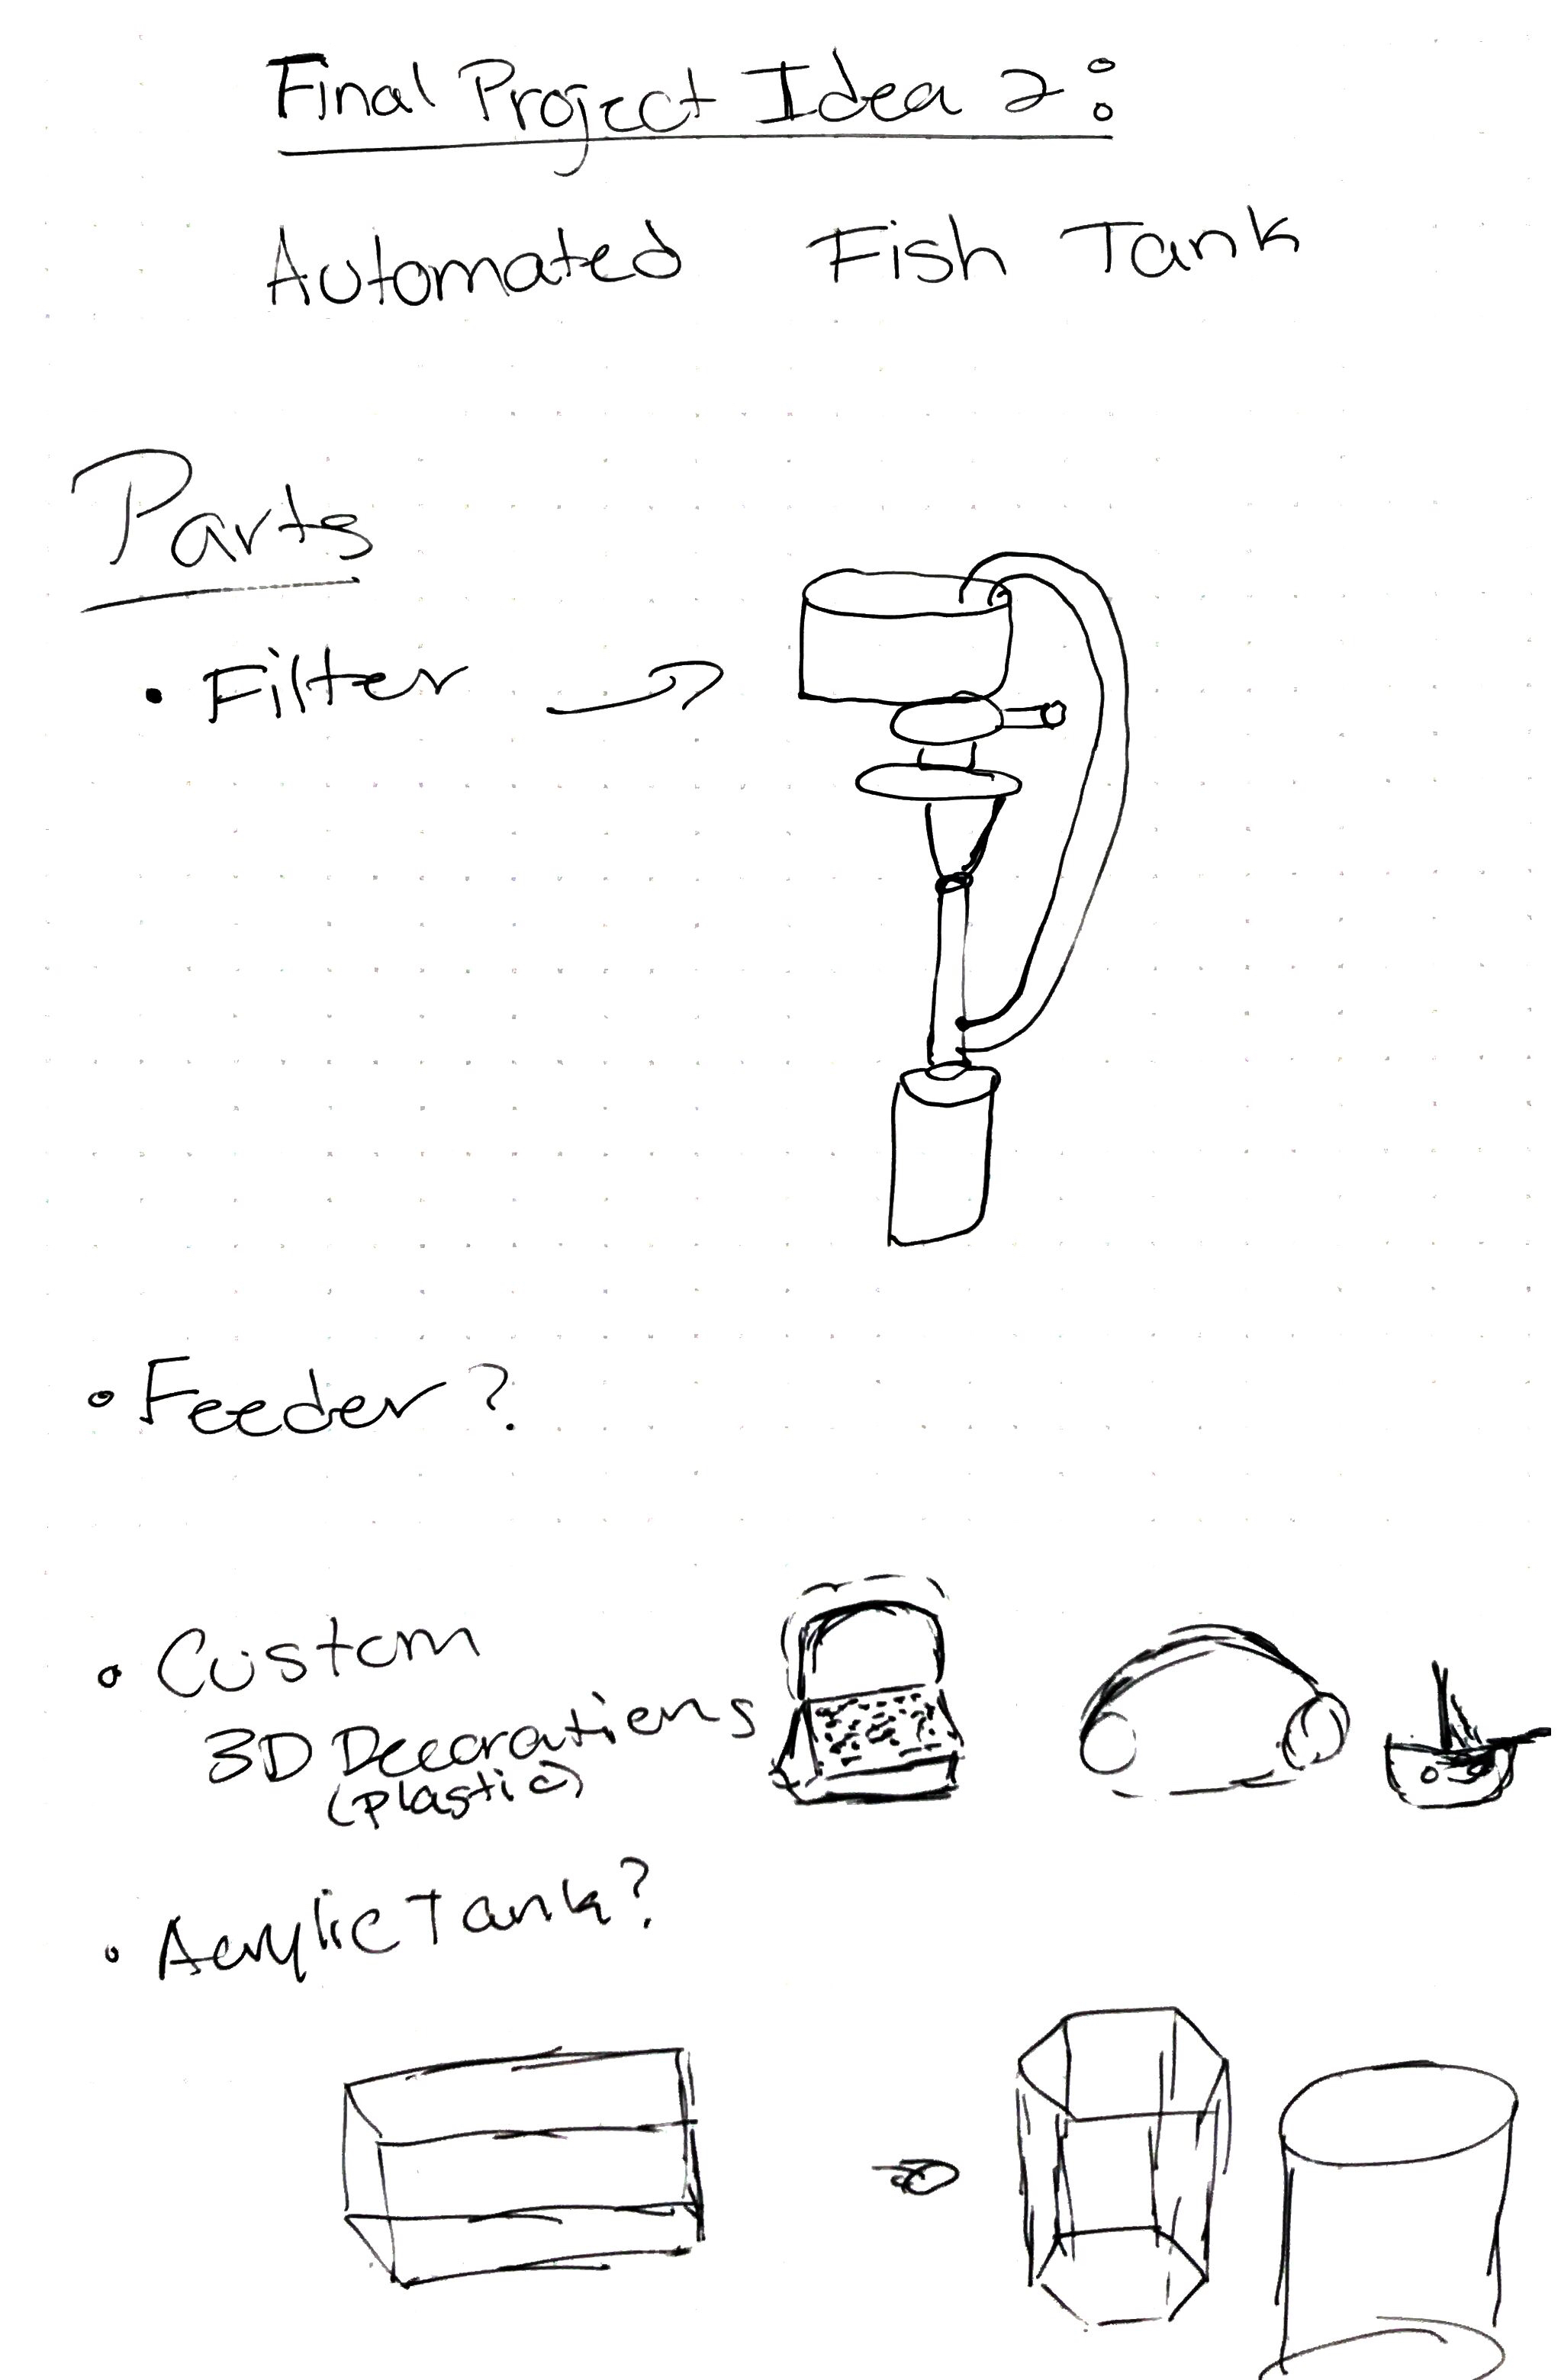 Final Project Idea 2:
Automated Fish Tank
Parts
• Filter →
• Feeder?
• Custom
3D Decorations
(plastic)
• Acrylic Tank?